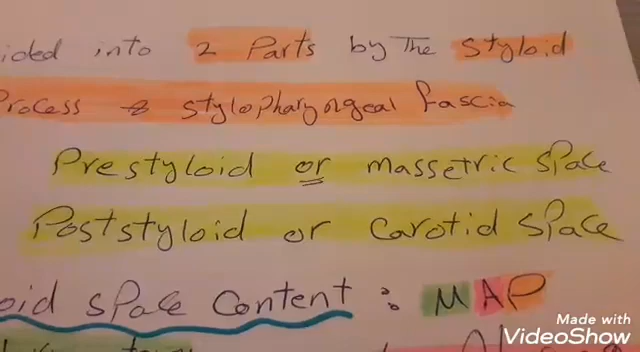 ided into 2 Parts by The Styloid
Process & stylopharyngeal fascia
Prestyloid or massetric space
Poststyloid or carotid space
oid space content : MAP
Made with
VideoShow